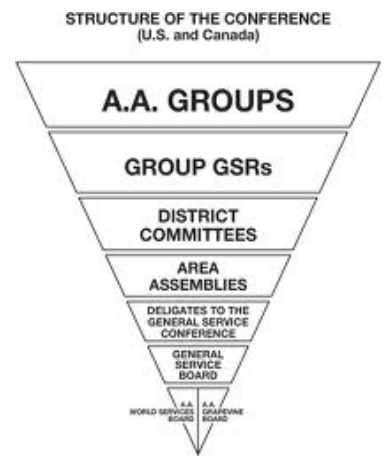 STRUCTURE OF THE CONFERENCE
(U.S. and Canada)
A.A. GROUPS
GROUP GSRs
DISTRICT
COMMITTEES
AREA
ASSEMBLIES
DELIGATES TO THE
GENERAL SERVICE
CONFERENCE
GENERAL
SERVICE
BOARD
A.A.
WORLD SERVICES
BOARD
A.A.
GRAPEVINE
BOARD